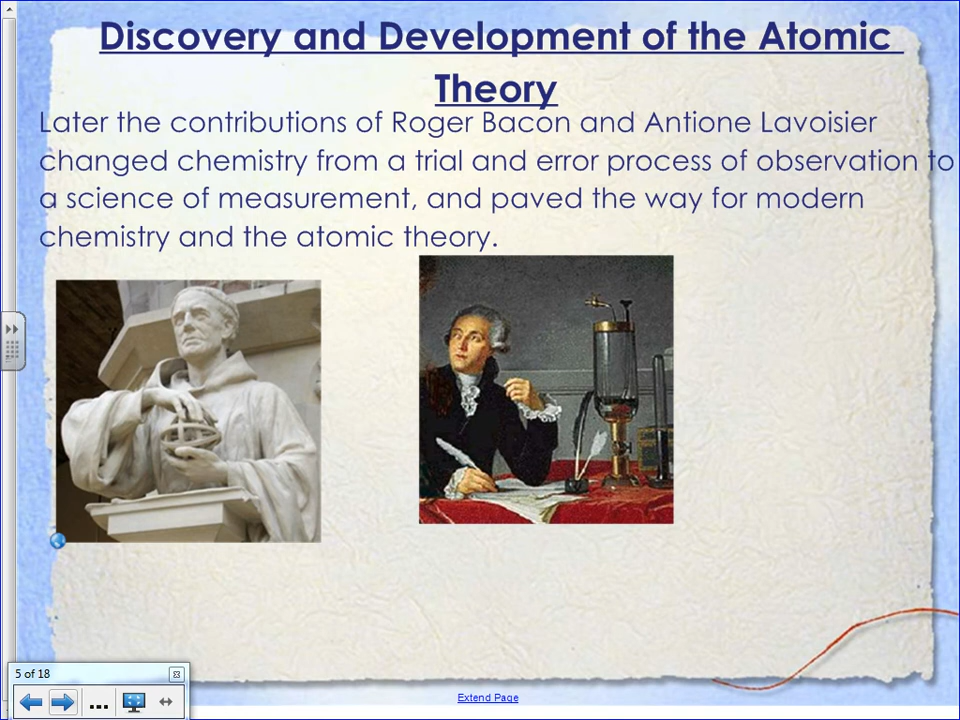 Discovery and Development of the Atomic
Theory
Later the contributions of Roger Bacon and Antione Lavoisier
changed chemistry from a trial and error process of observation to
a science of measurement, and paved the way for modern
chemistry and the atomic theory.
5 of 18
...
Extend Page